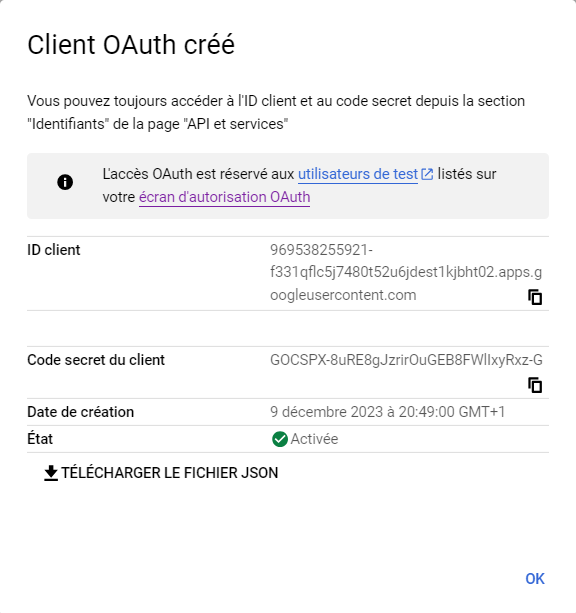 Client OAuth créé
Vous pouvez toujours accéder à l'ID client et au code secret depuis la section
"Identifiants" de la page "API et services"
L'accès OAuth est réservé aux utilisateurs de test listés sur
votre écran d'autorisation OAuth
ID client
969538255921-
f331qflc5j7480t52u6jdest1kjbht02.apps.g
oogleusercontent.com
Code secret du client
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
Date de création
9 décembre 2023 à 20:49:00 GMT+1
État
Activée
TÉLÉCHARGER LE FICHIER JSON
OK